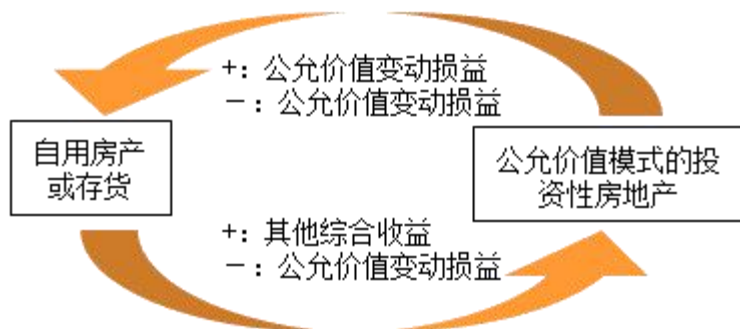 +：公允价值变动损益
－：公允价值变动损益
自用房产
或存货
公允价值模式的投
资性房地产
+：其他综合收益
－：公允价值变动损益